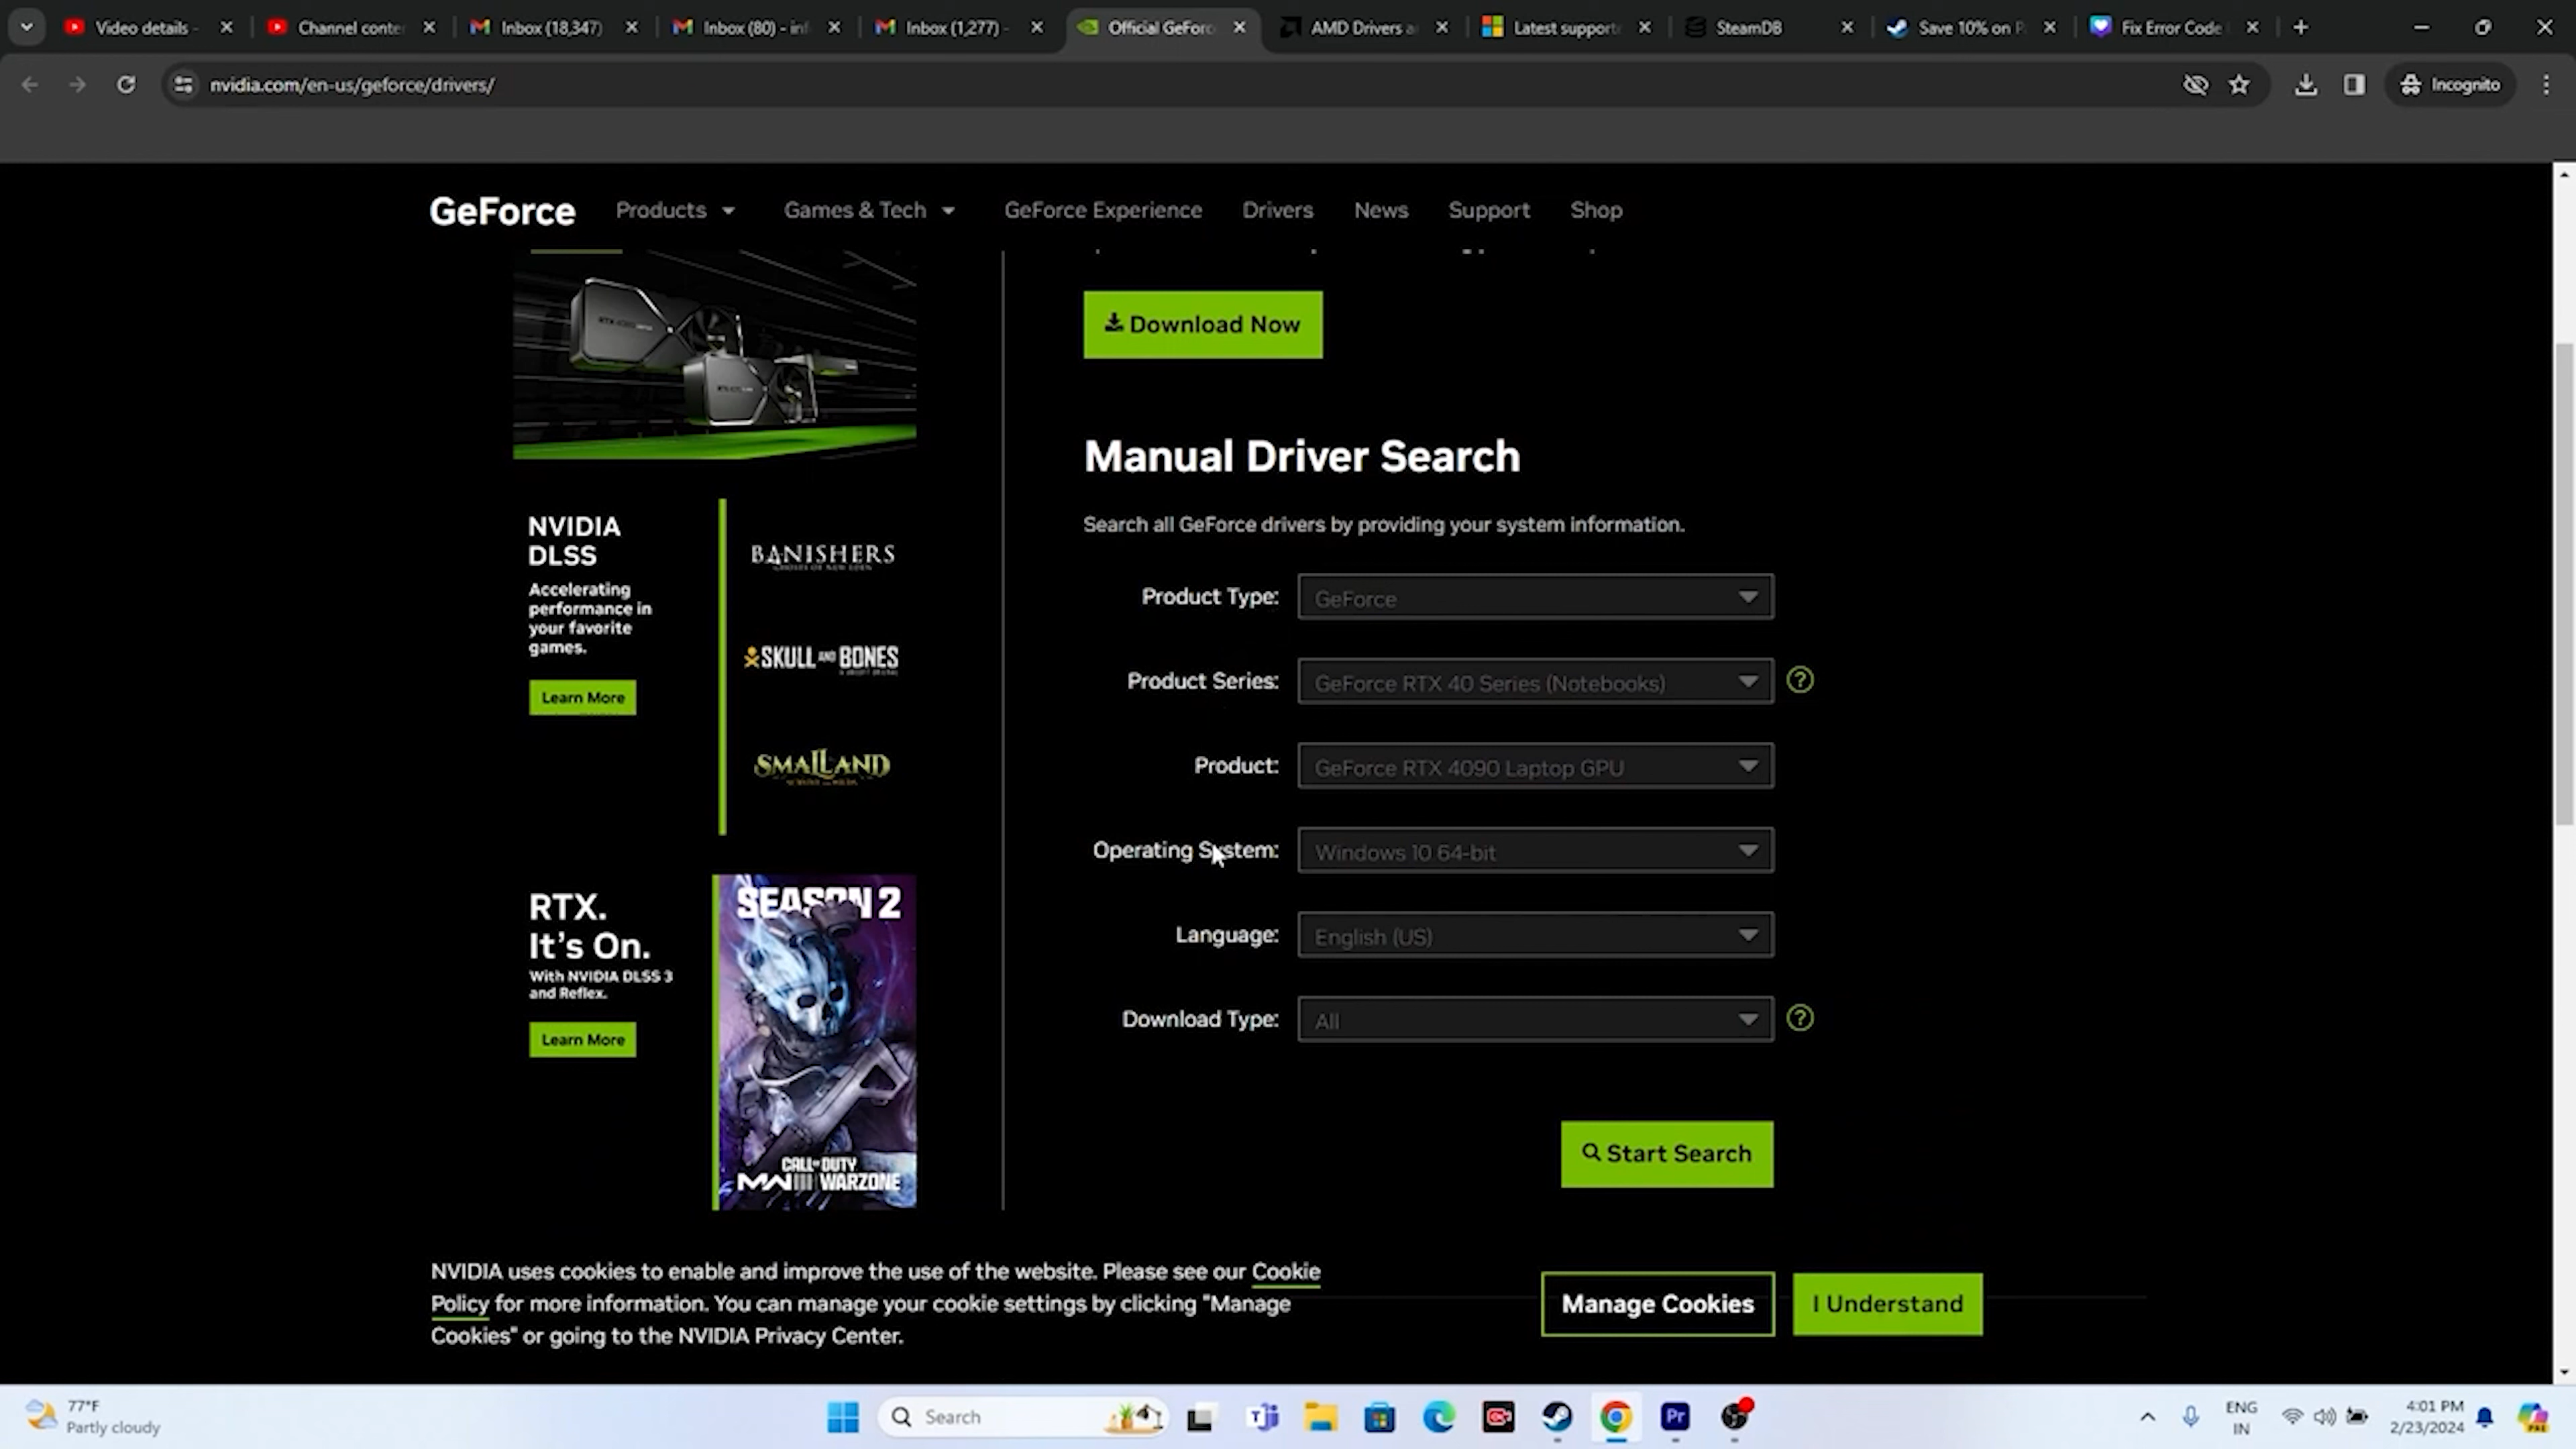 Video details -
Channel conte
Inbox (18,347)
Inbox (80) - inf
Inbox (1,277) -
Official GeForc
AMD Drivers a
Latest support
SteamDB
Save 10% on P
Fix Error Code
nvidia.com/en-us/geforce/drivers/
Incognito
GeForce
Products
Games & Tech
GeForce Experience
Drivers
News
Support
Shop
Download Now
Manual Driver Search
Search all GeForce drivers by providing your system information.
Product Type: GeForce
Product Series: GeForce RTX 40 Series (Notebooks)
Product: GeForce RTX 4090 Laptop GPU
Operating System: Windows 10 64-bit
Language: English (US)
Download Type: All
Start Search
NVIDIA
DLSS
Accelerating
performance in
your favorite
games.
Learn More
BANISHERS
GHOSTS OF NEW EDEN
SKULL AND BONES
SMALLAND
RTX.
It's On.
With NVIDIA DLSS 3
and Reflex.
Learn More
SEASON 2
CALL OF DUTY
MWIII WARZONE
NVIDIA uses cookies to enable and improve the use of the website. Please see our Cookie
Policy for more information. You can manage your cookie settings by clicking "Manage
Cookies" or going to the NVIDIA Privacy Center.
Manage Cookies
I Understand
77°F
Partly cloudy
Search
Pr
ENG
IN
4:01 PM
2/23/2024